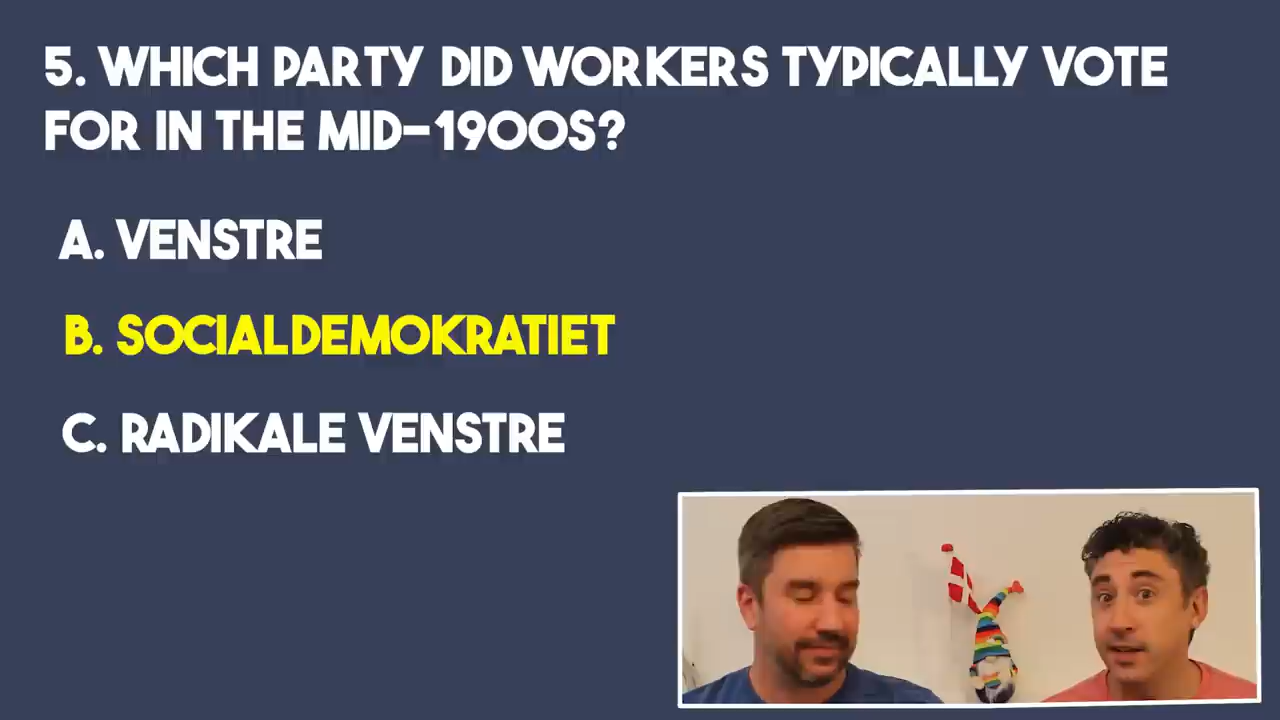 5. WHICH PARTY DID WORKERS TYPICALLY VOTE
FOR IN THE MID-1900S?
A. VENSTRE
B. SOCIALDEMOKRATIET
C. RADIKALE VENSTRE